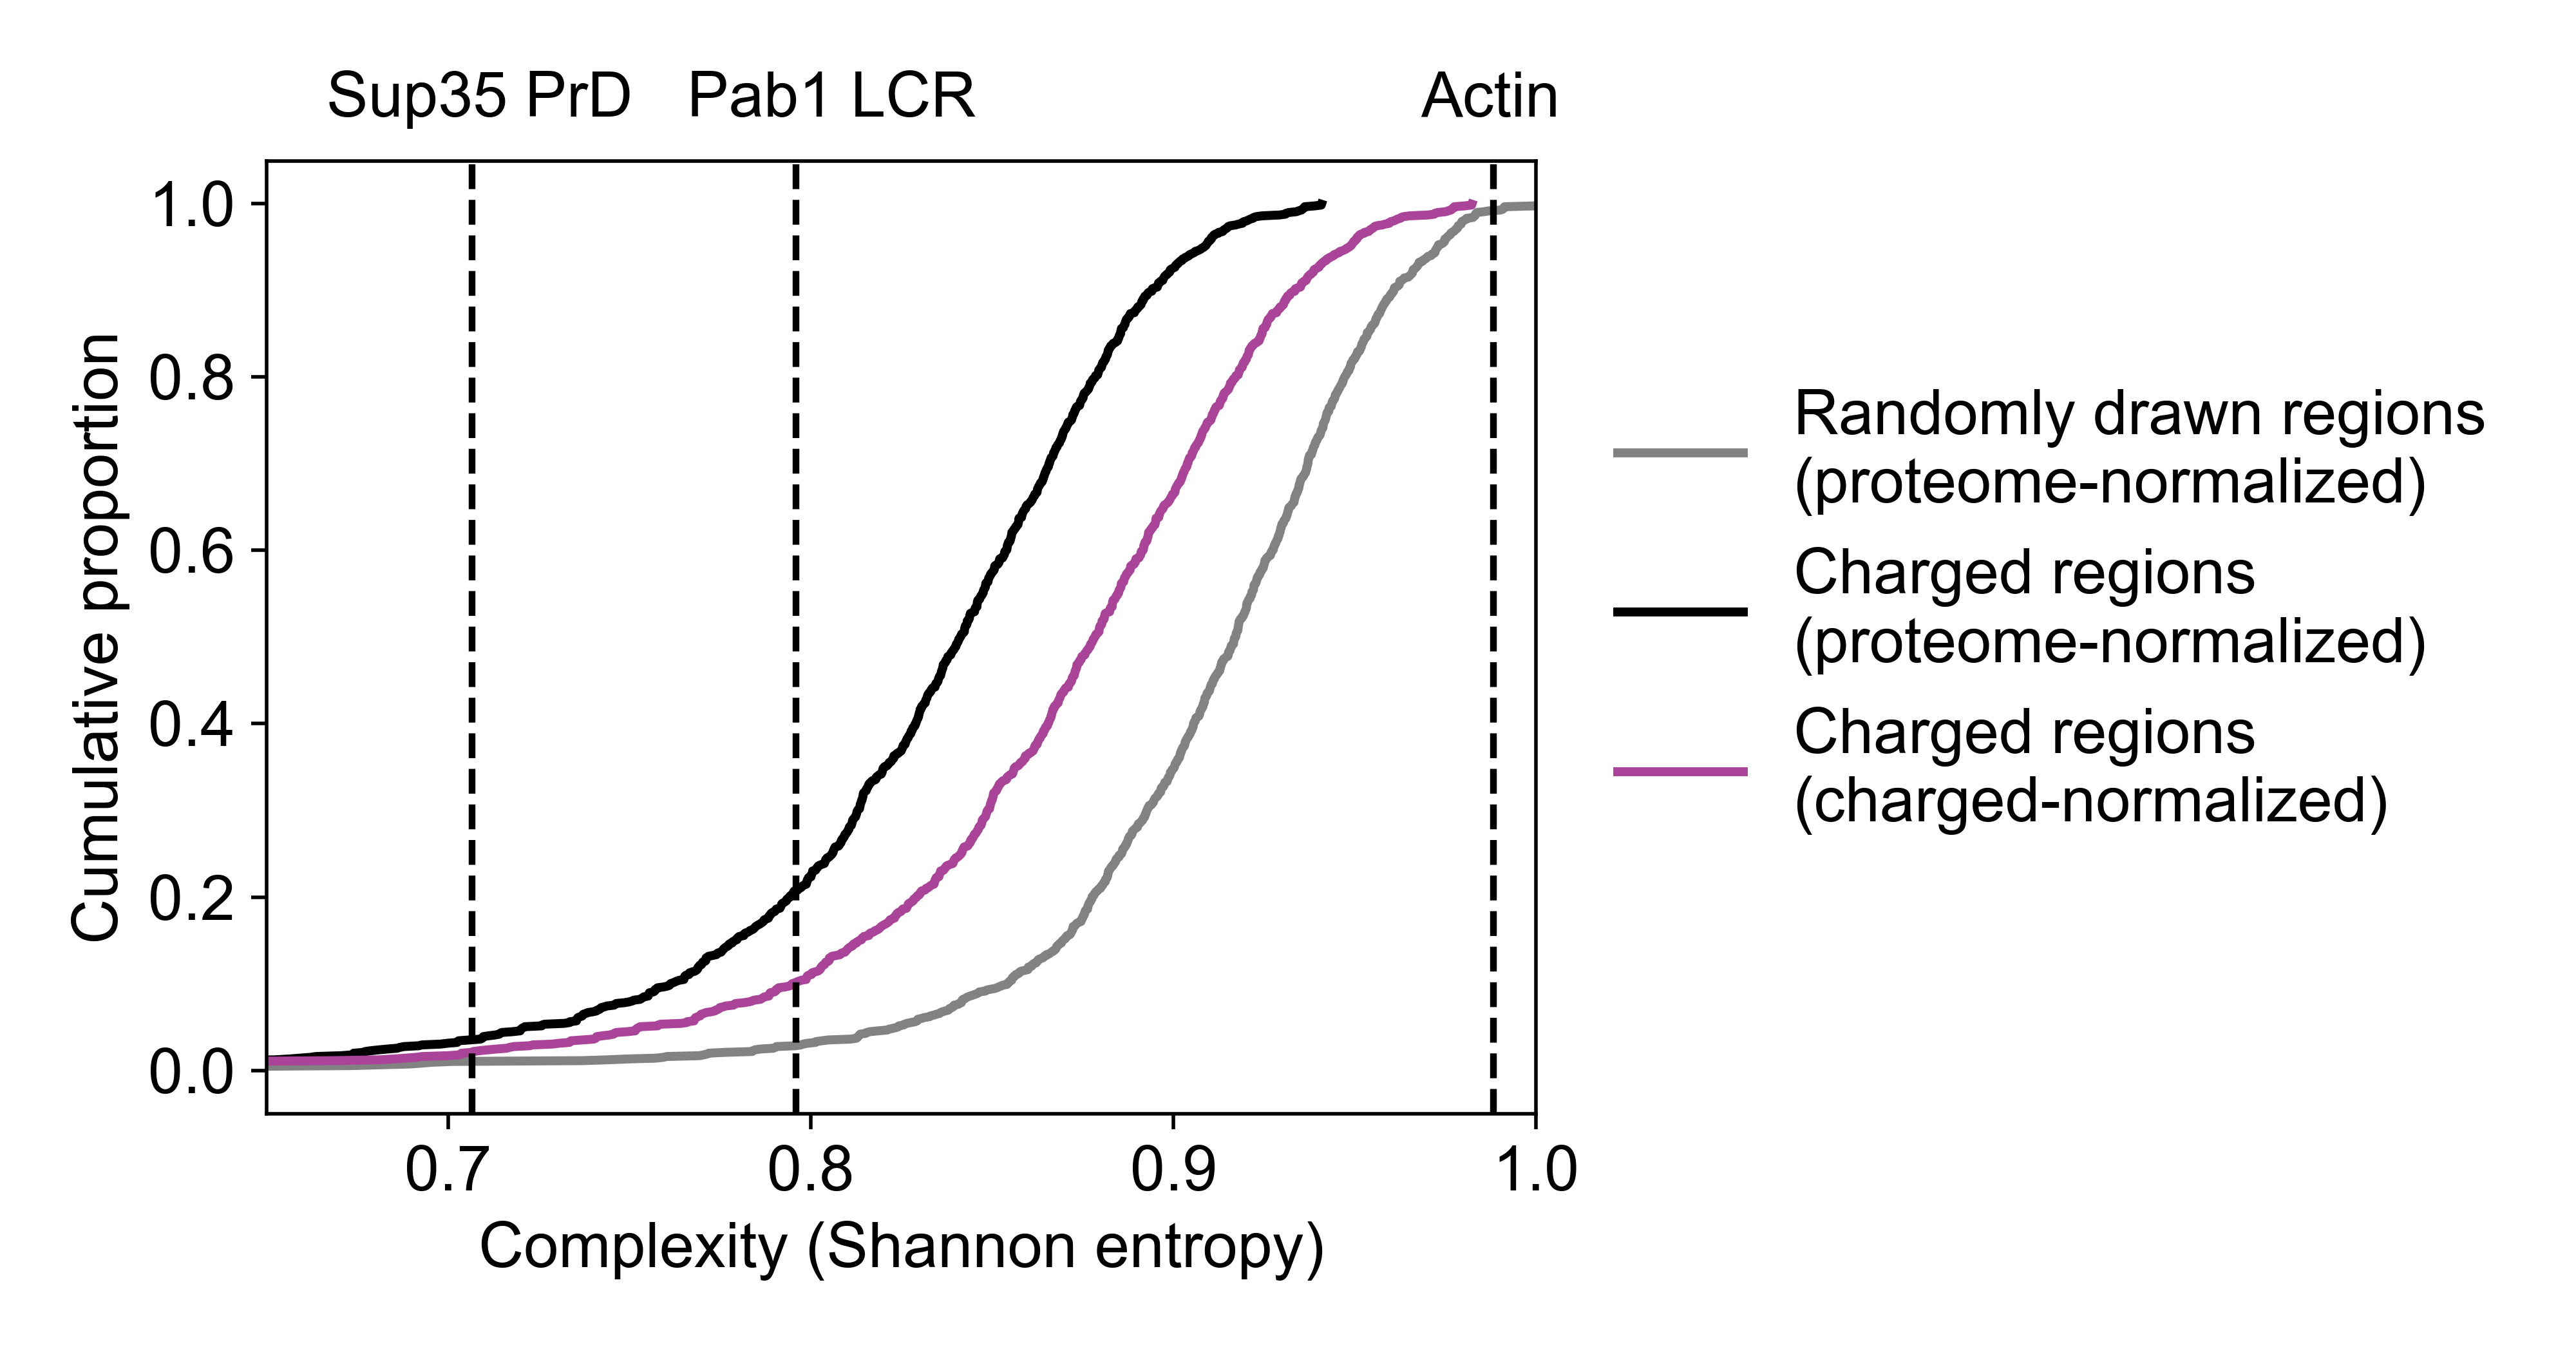 Sup35 PrD Pab1 LCR Actin
1.0
0.8
0.6
0.4
0.2
0.0
Cumulative proportion
0.7 0.8 0.9 1.0
Complexity (Shannon entropy)
Randomly drawn regions
(proteome-normalized)
Charged regions
(proteome-normalized)
Charged regions
(charged-normalized)